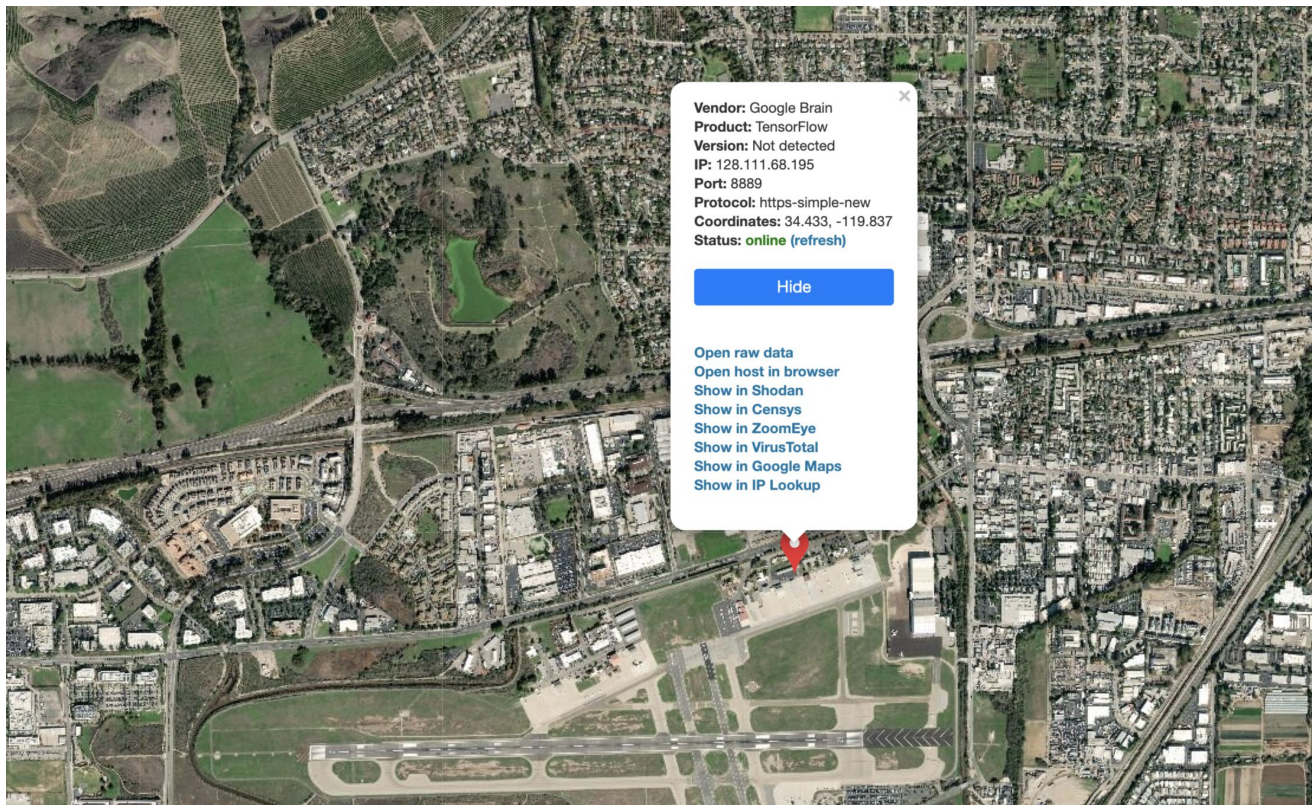 ×
Vendor: Google Brain
Product: TensorFlow
Version: Not detected
IP: 128.111.68.195
Port: 8889
Protocol: https-simple-new
Coordinates: 34.433, -119.837
Status: online (refresh)
Hide
Open raw data
Open host in browser
Show in Shodan
Show in Censys
Show in ZoomEye
Show in VirusTotal
Show in Google Maps
Show in IP Lookup